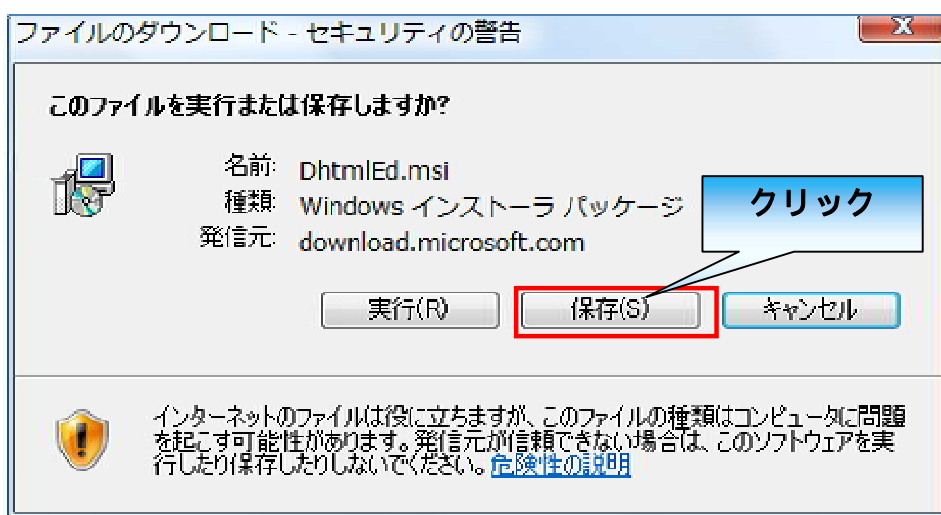 ファイルのダウンロード - セキュリティの警告
このファイルを実行または保存しますか?
名前: DhtmlEd.msi
種類: Windows インストーラ パッケージ
発信元: download.microsoft.com
クリック
実行(R) 保存(S) キャンセル
インターネットのファイルは役に立ちますが、このファイルの種類はコンピュータに問題
を起こす可能性があります。発信元が信頼できない場合は、このソフトウェアを実
行したり保存したりしないでください。危険性の説明